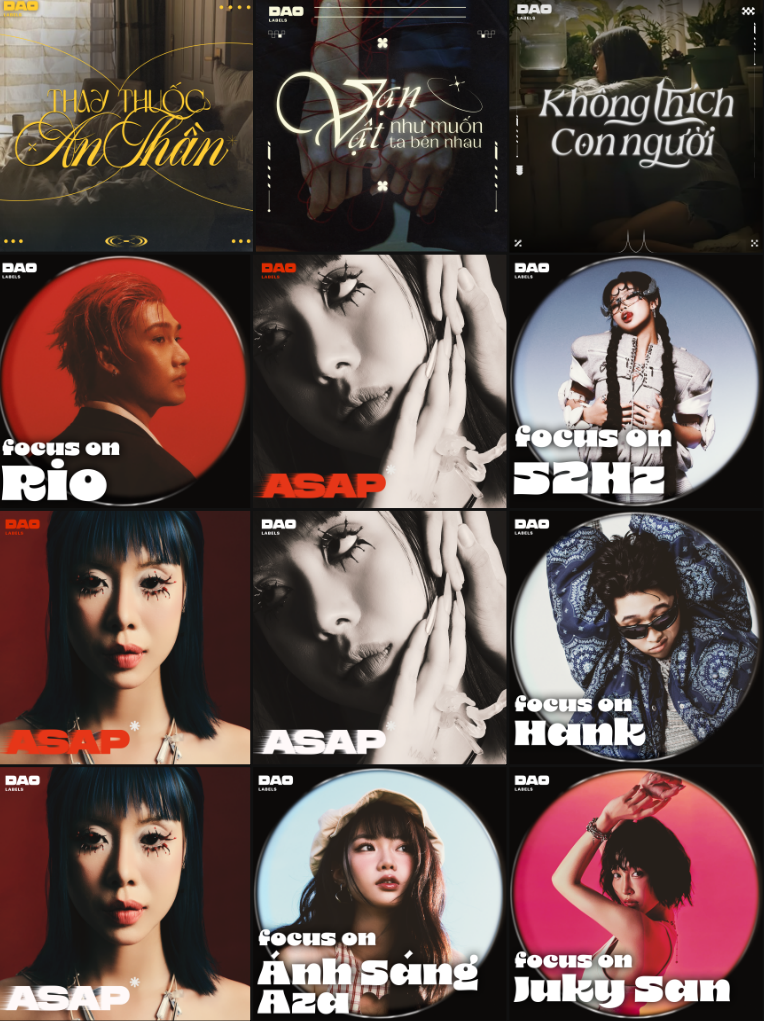 DAO
LABELS
THAY THUỐC
An Thần
DAO
LABELS
Vạn
Vật như muốn
ta bên nhau
DAO
LABELS
Không thích
Con người
DAO
LABELS
focus on
Rio
DAO
LABELS
ASAP
DAO
LABELS
focus on
52Hz
DAO
LABELS
ASAP
DAO
LABELS
ASAP
DAO
LABELS
focus on
Hank
DAO
LABELS
ASAP
DAO
LABELS
focus on
Ánh Sáng
Aza
DAO
LABELS
focus on
Juky San